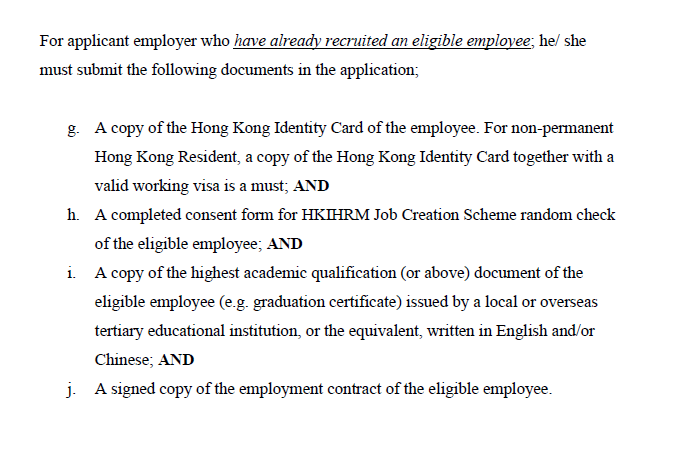 For applicant employer who have already recruited an eligible employee; he/ she
must submit the following documents in the application;
g. A copy of the Hong Kong Identity Card of the employee. For non-permanent
Hong Kong Resident, a copy of the Hong Kong Identity Card together with a
valid working visa is a must; AND
h. A completed consent form for HKIHRM Job Creation Scheme random check
of the eligible employee; AND
i. A copy of the highest academic qualification (or above) document of the
eligible employee (e.g. graduation certificate) issued by a local or overseas
tertiary educational institution, or the equivalent, written in English and/or
Chinese; AND
j. A signed copy of the employment contract of the eligible employee.